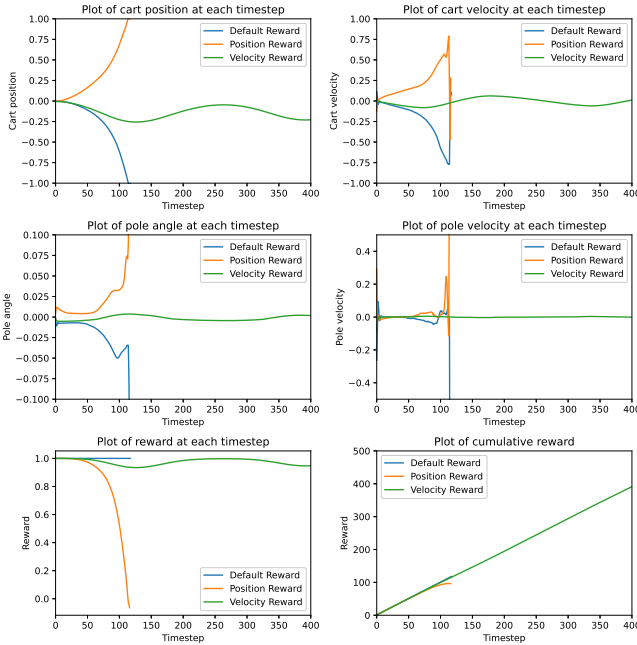 Plot of cart position at each timestep
1.00
0.75
0.50
0.25
0.00
−0.25
−0.50
−0.75
−1.00
Cart position
Default Reward
Position Reward
Velocity Reward
0 50 100 150 200 250 300 350 400
Timestep
Plot of cart velocity at each timestep
1.00
0.75
0.50
0.25
0.00
−0.25
−0.50
−0.75
−1.00
Cart velocity
Default Reward
Position Reward
Velocity Reward
0 50 100 150 200 250 300 350 400
Timestep
Plot of pole angle at each timestep
0.100
0.075
0.050
0.025
0.000
−0.025
−0.050
−0.075
−0.100
Pole angle
Default Reward
Position Reward
Velocity Reward
0 50 100 150 200 250 300 350 400
Timestep
Plot of pole velocity at each timestep
0.4
0.2
0.0
−0.2
−0.4
Pole velocity
Default Reward
Position Reward
Velocity Reward
0 50 100 150 200 250 300 350 400
Timestep
Plot of reward at each timestep
1.0
0.8
0.6
0.4
0.2
0.0
Reward
Default Reward
Position Reward
Velocity Reward
0 50 100 150 200 250 300 350 400
Timestep
Plot of cumulative reward
500
400
300
200
100
0
Reward
Default Reward
Position Reward
Velocity Reward
0 50 100 150 200 250 300 350 400
Timestep